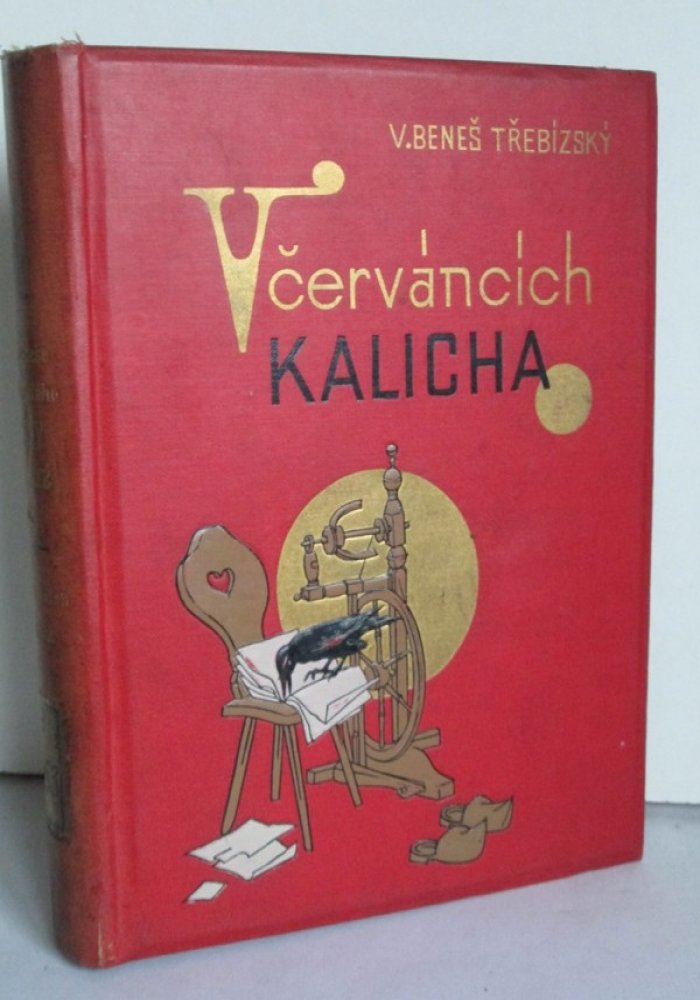 V. BENEŠ TŘEBÍZSKÝ
V červáncích
KALICHA